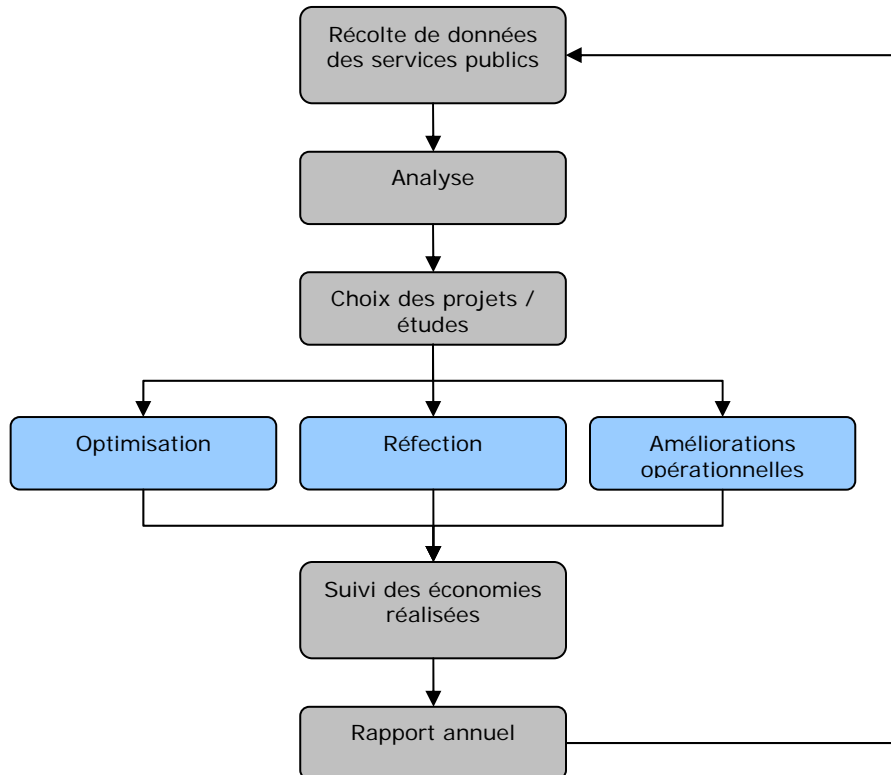 Récolte de données
des services publics
Analyse
Choix des projets /
études
Optimisation
Réfection
Améliorations
opérationnelles
Suivi des économies
réalisées
Rapport annuel